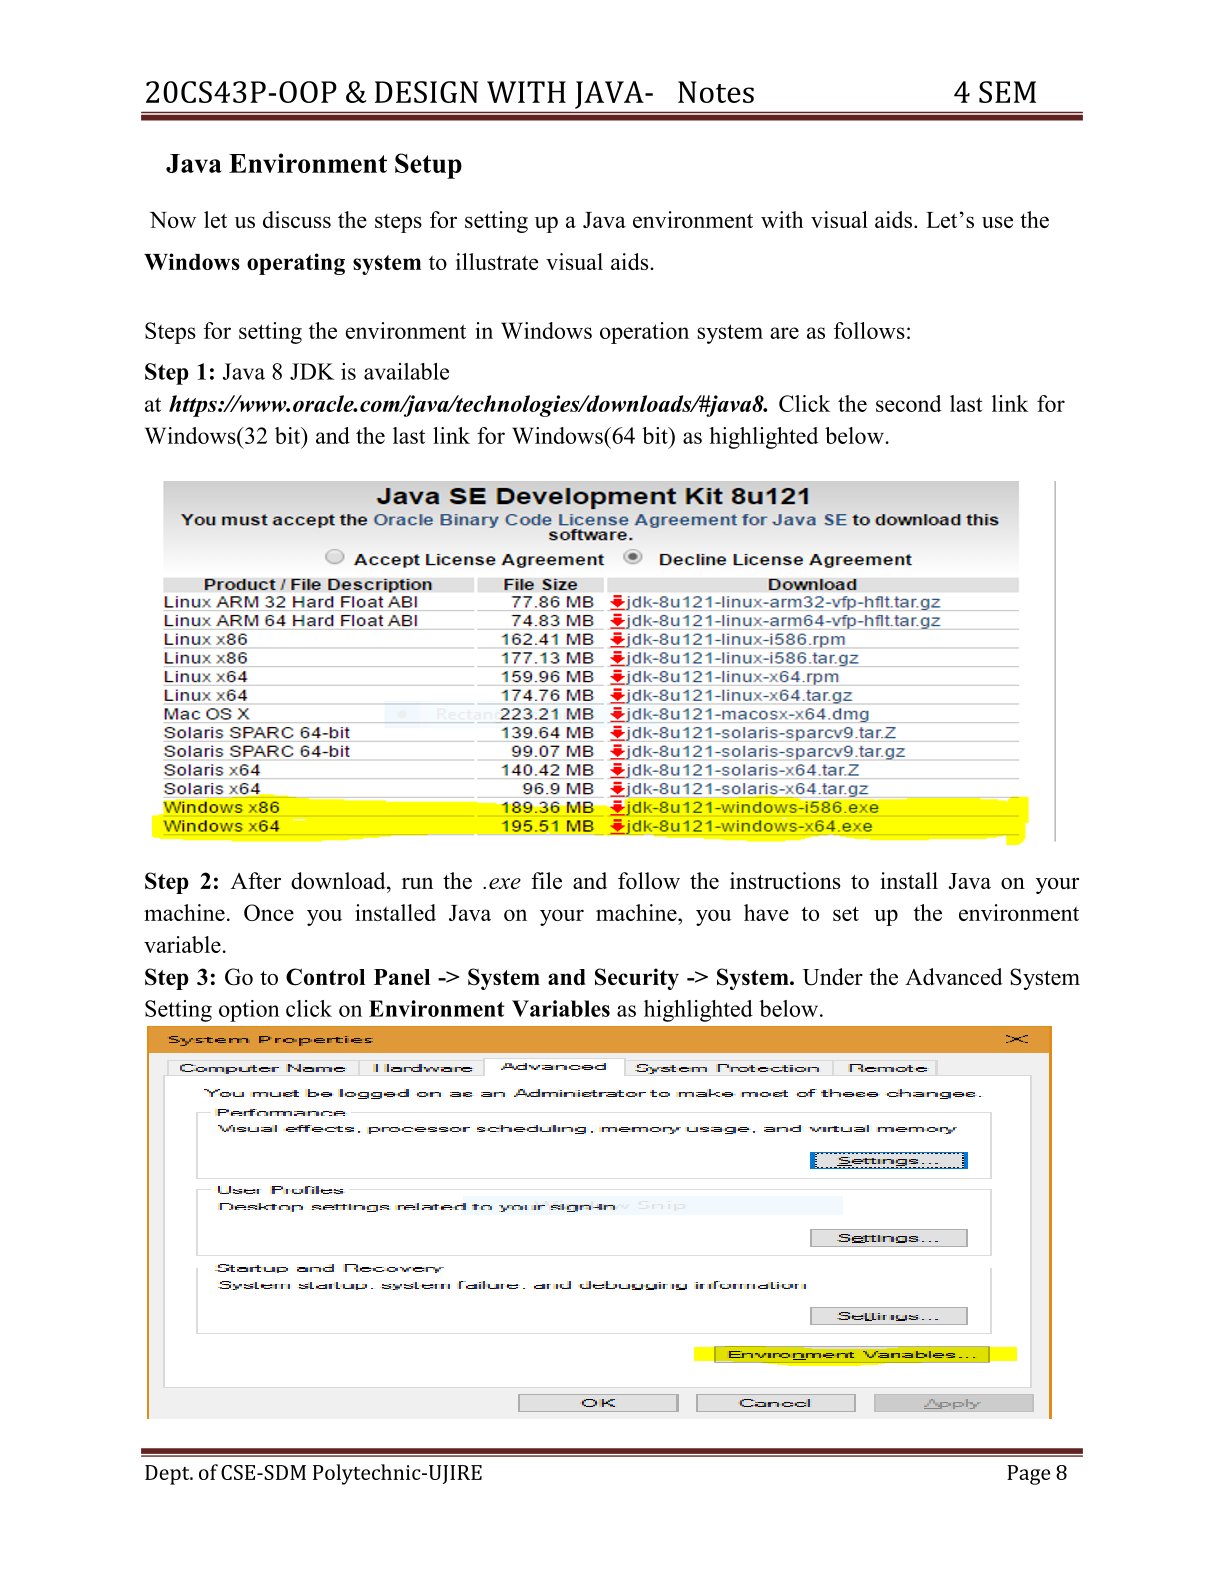 20CS43P-OOP & DESIGN WITH JAVA- Notes 4 SEM
Java Environment Setup
Now let us discuss the steps for setting up a Java environment with visual aids. Let’s use the
Windows operating system to illustrate visual aids.
Steps for setting the environment in Windows operation system are as follows:
Step 1: Java 8 JDK is available
at https://www.oracle.com/java/technologies/downloads/#java8. Click the second last link for
Windows(32 bit) and the last link for Windows(64 bit) as highlighted below.
Java SE Development Kit 8u121
You must accept the Oracle Binary Code License Agreement for Java SE to download this
software.
Accept License Agreement Decline License Agreement
Product / File Description File Size Download
Linux ARM 32 Hard Float ABI 77.86 MB jdk-8u121-linux-arm32-vfp-hflt.tar.gz
Linux ARM 64 Hard Float ABI 74.83 MB jdk-8u121-linux-arm64-vfp-hflt.tar.gz
Linux x86 162.41 MB jdk-8u121-linux-i586.rpm
Linux x86 177.13 MB jdk-8u121-linux-i586.tar.gz
Linux x64 159.96 MB jdk-8u121-linux-x64.rpm
Linux x64 174.76 MB jdk-8u121-linux-x64.tar.gz
Mac OS X 223.21 MB jdk-8u121-macosx-x64.dmg
Solaris SPARC 64-bit 139.64 MB jdk-8u121-solaris-sparcv9.tar.Z
Solaris SPARC 64-bit 99.07 MB jdk-8u121-solaris-sparcv9.tar.gz
Solaris x64 140.42 MB jdk-8u121-solaris-x64.tar.Z
Solaris x64 96.9 MB jdk-8u121-solaris-x64.tar.gz
Windows x86 189.36 MB jdk-8u121-windows-i586.exe
Windows x64 195.51 MB jdk-8u121-windows-x64.exe
Step 2: After download, run the .exe file and follow the instructions to install Java on your
machine. Once you installed Java on your machine, you have to set up the environment
variable.
Step 3: Go to Control Panel -> System and Security -> System. Under the Advanced System
Setting option click on Environment Variables as highlighted below.
System Properties
Computer Name Hardware Advanced System Protection Remote
You must be logged on as an Administrator to make most of these changes.
Performance
Visual effects, processor scheduling, memory usage, and virtual memory
Settings...
User Profiles
Desktop settings related to your sign-in
Settings...
Startup and Recovery
System startup, system failure, and debugging information
Settings...
Environment Variables...
OK Cancel Apply
Dept. of CSE-SDM Polytechnic-UJIRE Page 8